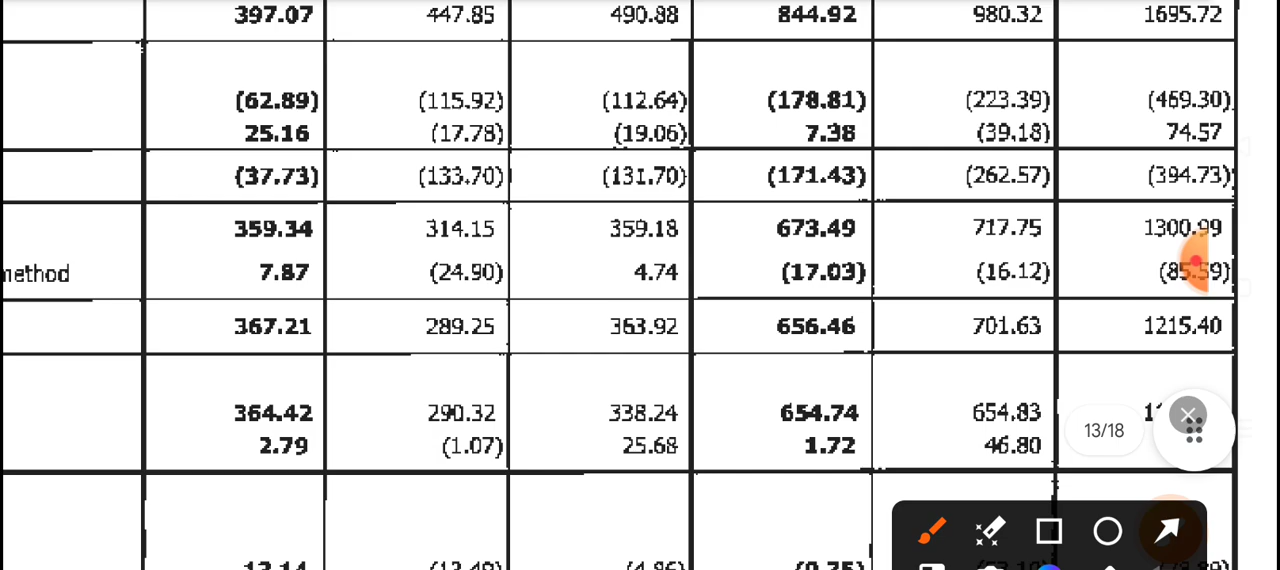 397.07 447.85 490.88 844.92 980.32 1695.72
(62.89) (115.92) (112.64) (178.81) (223.39) (469.30)
25.16 (17.78) (19.06) 7.38 (39.18) 74.57
(37.73) (133.70) (131.70) (171.43) (262.57) (394.73)
359.34 314.15 359.18 673.49 717.75 1300.99
method 7.87 (24.90) 4.74 (17.03) (16.12) (85.59)
367.21 289.25 363.92 656.46 701.63 1215.40
364.42 290.32 338.24 654.74 654.83
2.79 (1.07) 25.68 1.72 46.80
13/18